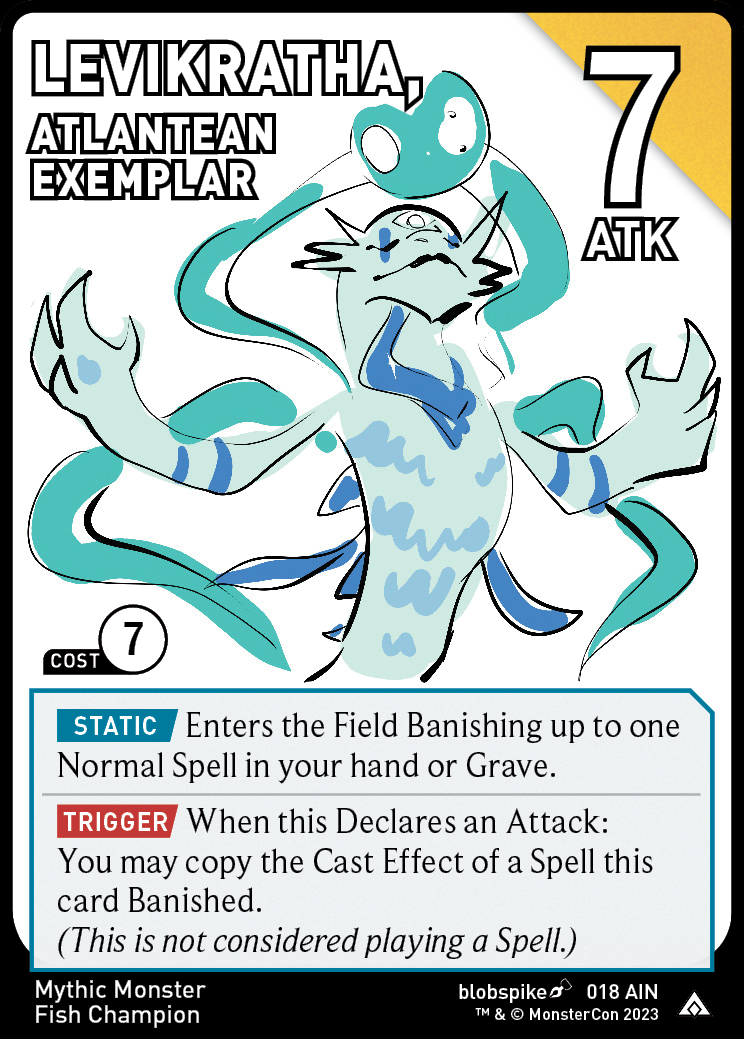 LEVIKRATHA,
ATLANTEAN
EXEMPLAR
7
ATK
COST 7
STATIC Enters the Field Banishing up to one
Normal Spell in your hand or Grave.
TRIGGER When this Declares an Attack:
You may copy the Cast Effect of a Spell this
card Banished.
(This is not considered playing a Spell.)
Mythic Monster
Fish Champion
blobspike 018 AIN
™ & © MonsterCon 2023